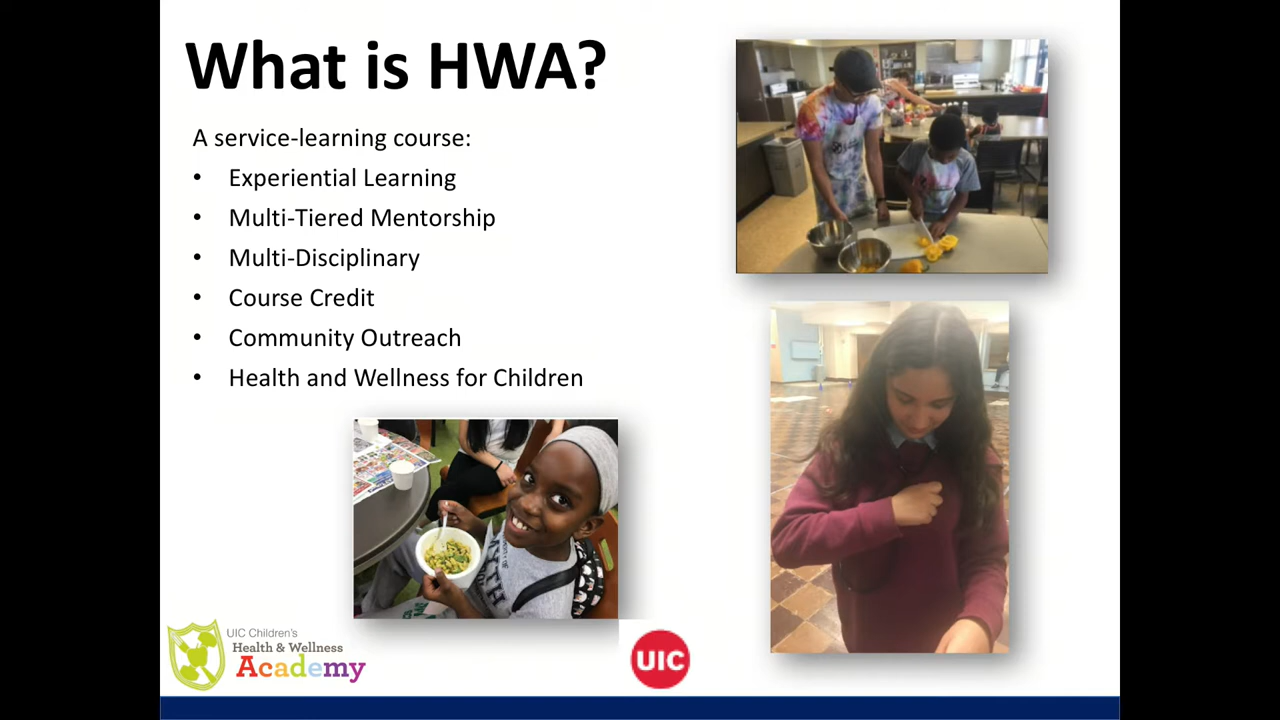 What is HWA?
A service-learning course:
• Experiential Learning
• Multi-Tiered Mentorship
• Multi-Disciplinary
• Course Credit
• Community Outreach
• Health and Wellness for Children
UIC Children's
Health & Wellness
Academy
UIC